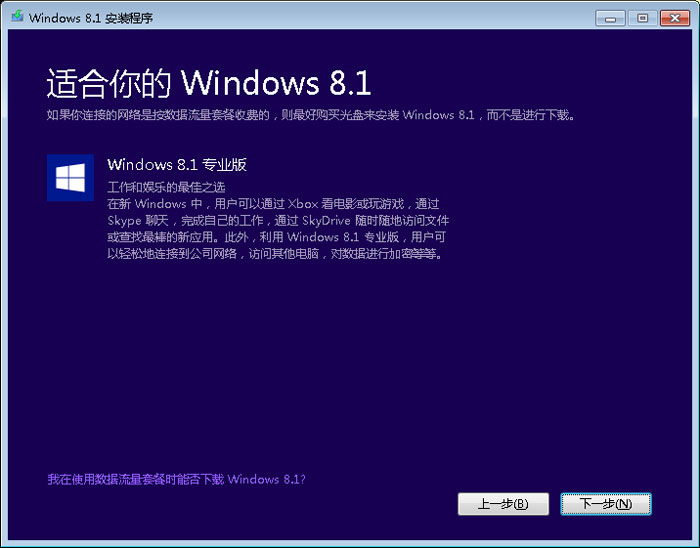 Windows 8.1 安装程序
适合你的 Windows 8.1
如果你连接的网络是按数据流量套餐收费的，则最好购买光盘来安装 Windows 8.1，而不是进行下载。
Windows 8.1 专业版
工作和娱乐的最佳之选
在新 Windows 中，用户可以通过 Xbox 看电影或玩游戏，通过
Skype 聊天，完成自己的工作，通过 SkyDrive 随时随地访问文件
或查找最棒的新应用。此外，利用 Windows 8.1 专业版，用户可
以轻松地连接到公司网络，访问其他电脑，对数据进行加密等等。
我在使用数据流量套餐时能否下载 Windows 8.1?
上一步(B)
下一步(N)